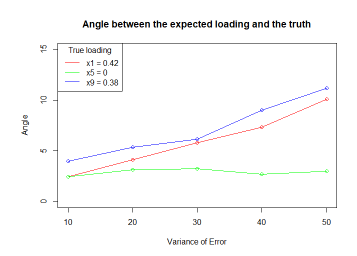 Angle between the expected loading and the truth
True loading
x1 = 0.42
x5 = 0
x9 = 0.38
15
10
5
0
Angle
10
20
30
40
50
Variance of Error